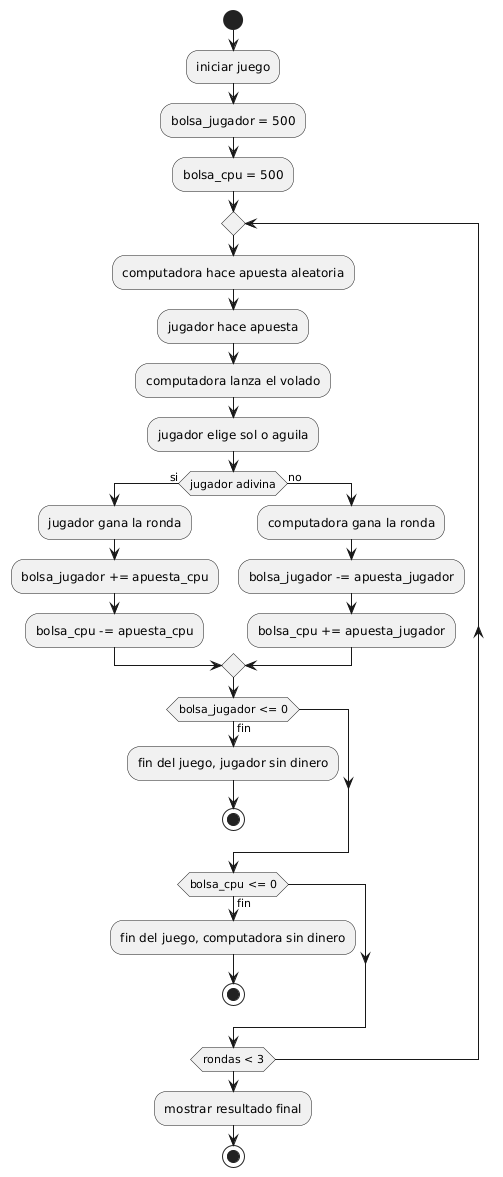 iniciar juego
bolsa_jugador = 500
bolsa_cpu = 500
computadora hace apuesta aleatoria
jugador hace apuesta
computadora lanza el volado
jugador elige sol o aguila
si
jugador adivina
no
jugador gana la ronda
computadora gana la ronda
bolsa_jugador += apuesta_cpu
bolsa_jugador -= apuesta_jugador
bolsa_cpu -= apuesta_cpu
bolsa_cpu += apuesta_jugador
bolsa_jugador <= 0
fin
fin del juego, jugador sin dinero
bolsa_cpu <= 0
fin
fin del juego, computadora sin dinero
rondas < 3
mostrar resultado final